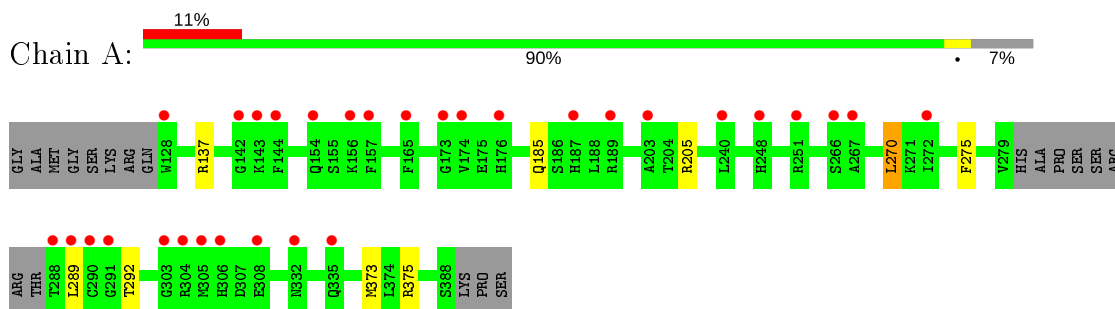 11%
Chain A:
90%
•
7%
GLY ALA MET GLY SER LYS ARG GLN W128 R137 G142 K143 F144 Q154 S155 K156 F157 F165 G173 V174 E175 H176 Q185 S186 H187 L188 R189 A203 T204 R205 L240 H248 R251 S266 A267 L270 K271 I272 F275 V279 HIS ALA PRO SER SER ARG
ARG THR T288 L289 C290 G291 T292 G303 R304 M305 H306 D307 E308 N332 Q335 M373 L374 R375 S388 LYS PRO SER